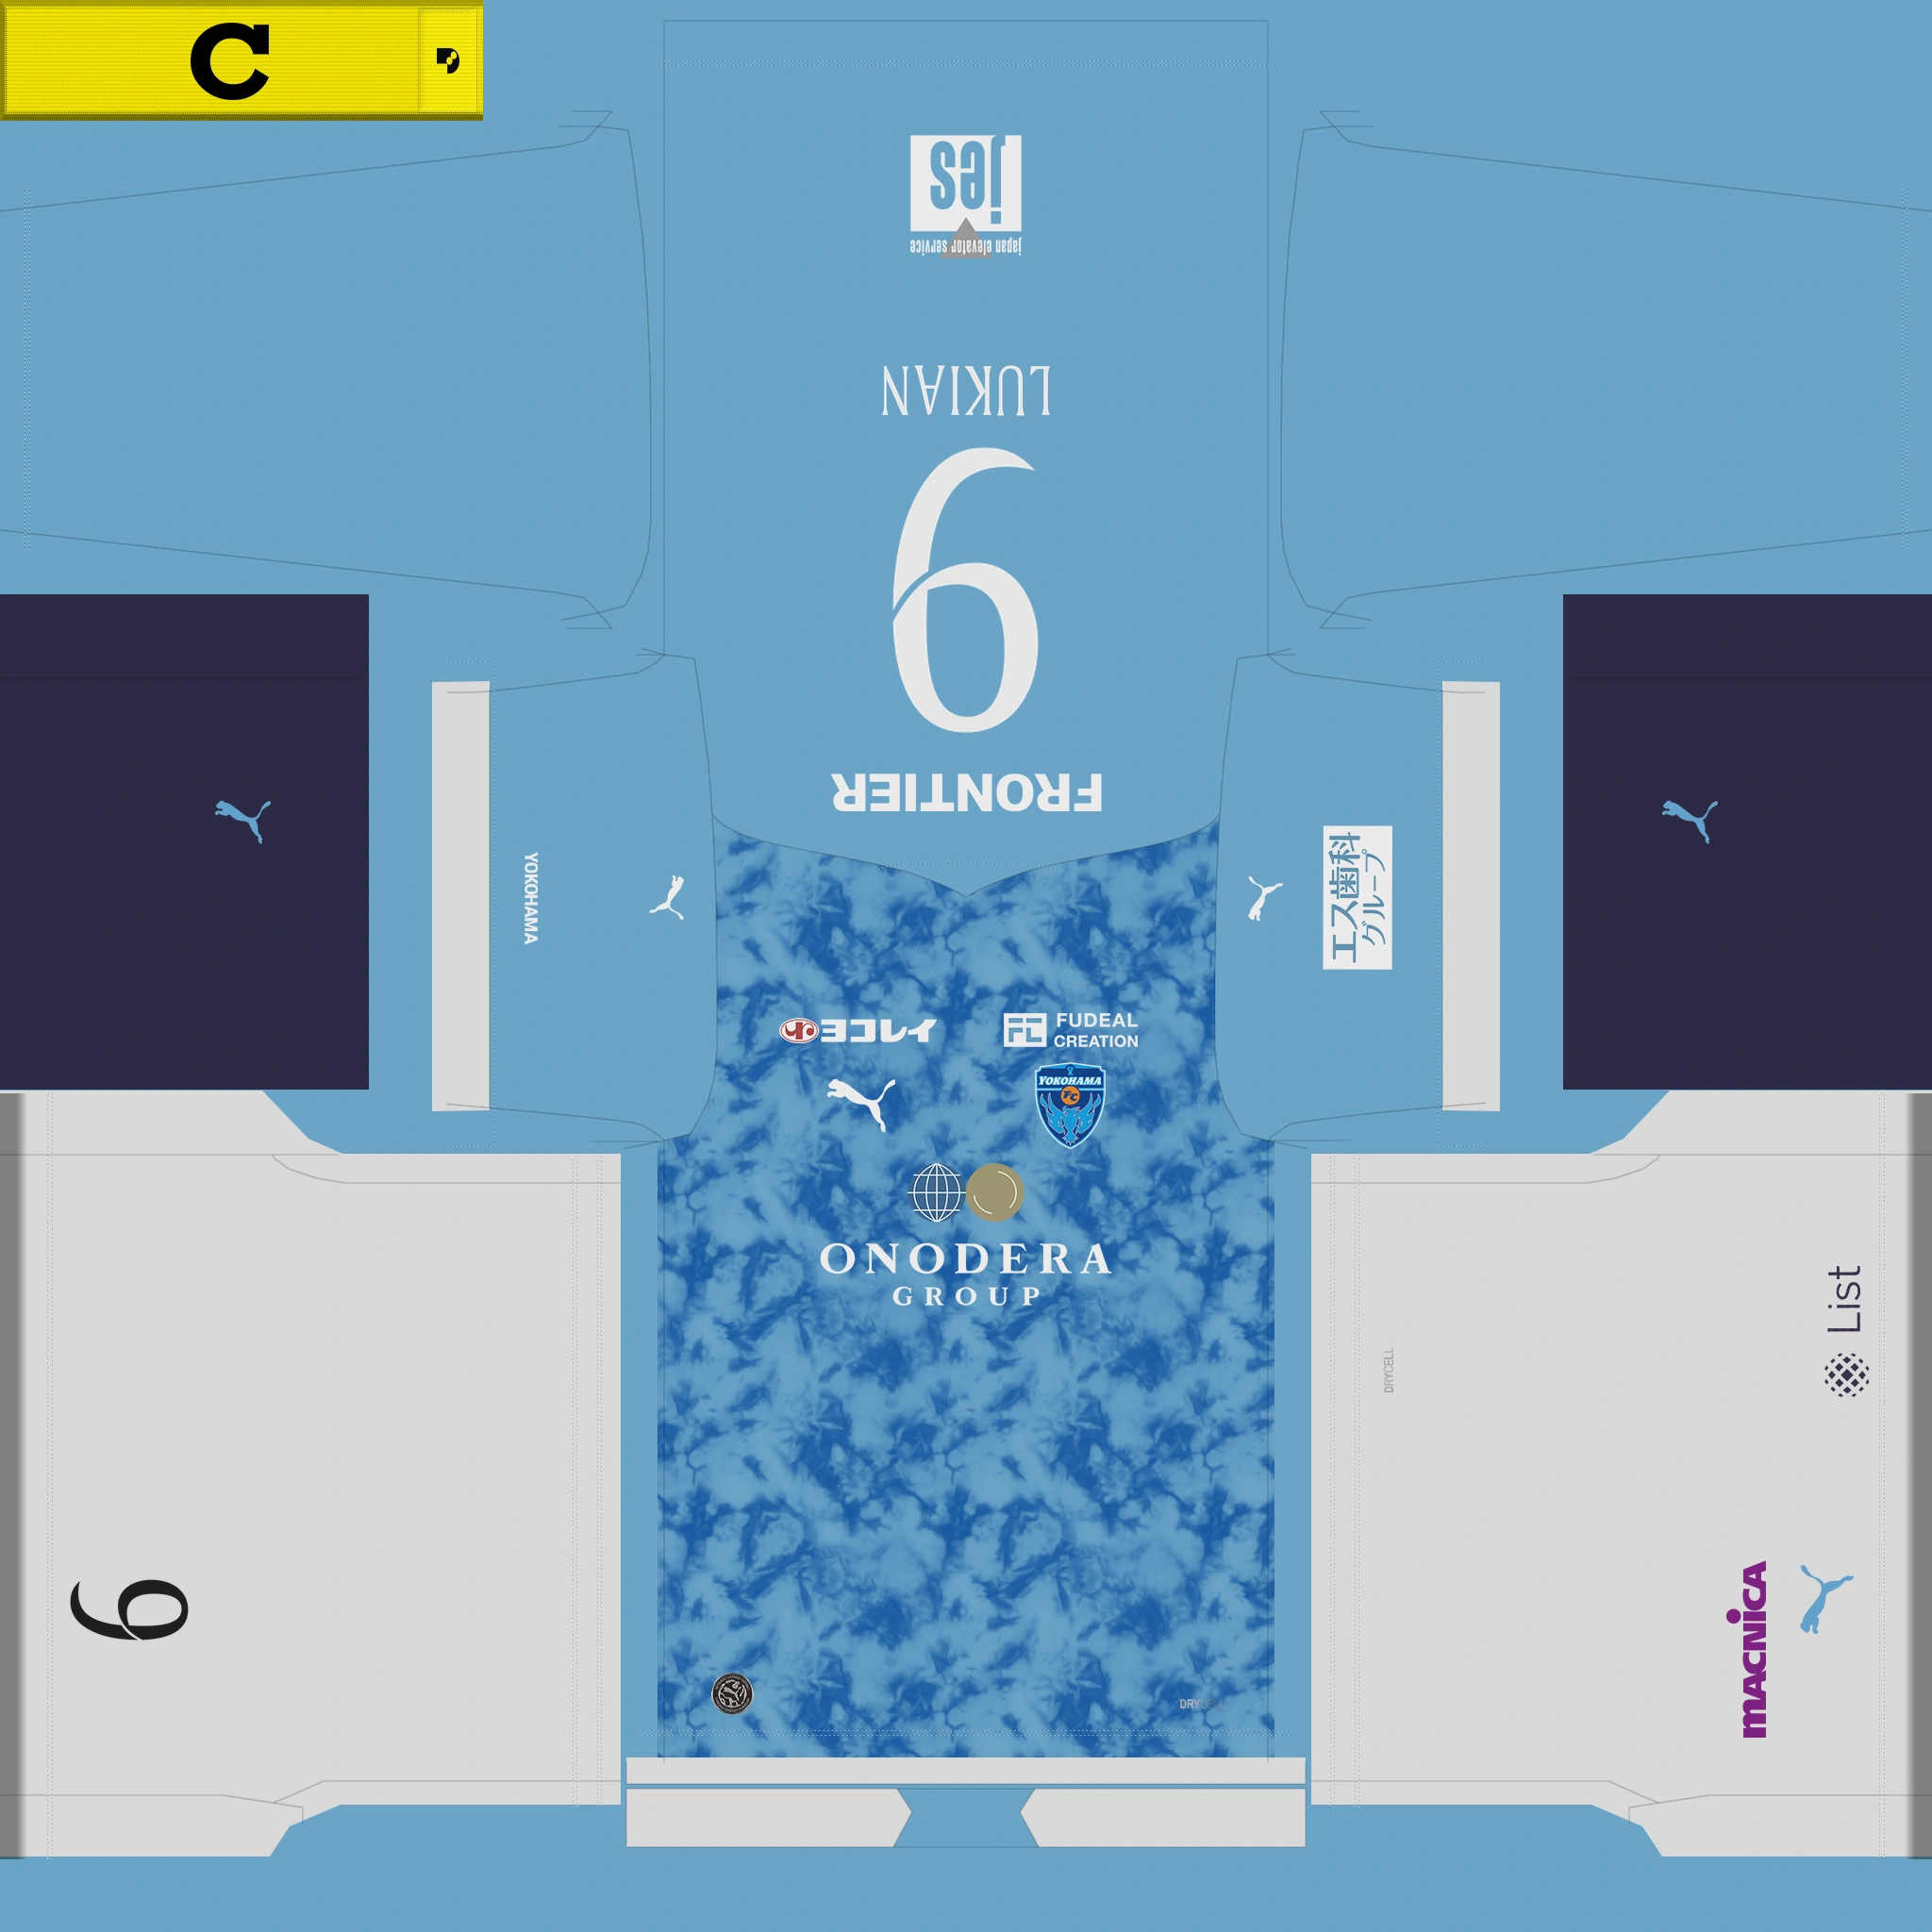 C
jes
japan elevator service
LUKIAN
9
FRONTIER
YOKOHAMA
エス歯科
グループ
ヨコレイ
FUDEAL
CREATION
YOKOHAMA
FC
ONODERA
GROUP
List
DRYCELL
9
macnica
DRYCELL